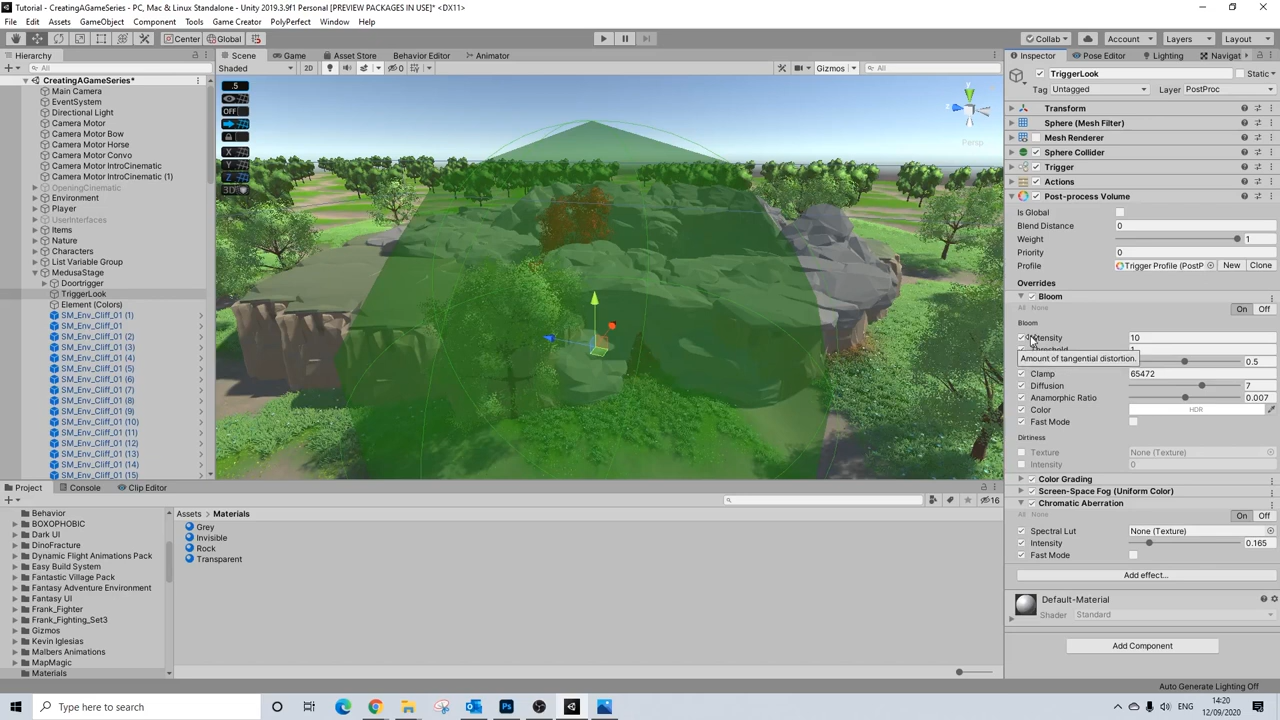 Tutorial - CreatingAGameSeries - PC, Mac & Linux Standalone - Unity 2019.3.9f1 Personal [PREVIEW PACKAGES IN USE]* <DX11>
File Edit Assets GameObject Component Tools Game Creator PolyPerfect Window Help
Center Global Collab Account Layers Layout
Hierarchy
All
CreatingAGameSeries*
Main Camera
EventSystem
Directional Light
Camera Motor
Camera Motor Bow
Camera Motor Horse
Camera Motor Convo
Camera Motor IntroCinematic
Camera Motor IntroCinematic (1)
OpeningCinematic
Environment
Player
UserInterfaces
Items
Nature
Characters
List Variable Group
MedusaStage
Doortrigger
TriggerLook
Element (Colors)
SM_Env_Cliff_01 (1)
SM_Env_Cliff_01
SM_Env_Cliff_01 (2)
SM_Env_Cliff_01 (3)
SM_Env_Cliff_01 (4)
SM_Env_Cliff_01 (5)
SM_Env_Cliff_01 (6)
SM_Env_Cliff_01 (7)
SM_Env_Cliff_01 (8)
SM_Env_Cliff_01 (9)
SM_Env_Cliff_01 (10)
SM_Env_Cliff_01 (11)
SM_Env_Cliff_01 (12)
SM_Env_Cliff_01 (13)
SM_Env_Cliff_01 (14)
SM_Env_Cliff_01 (15)
Scene Game Asset Store Behavior Editor Animator
Shaded 2D 0 Gizmos All
.5
OFF
X
Y
Z
3D
y
z
Persp
Inspector Pose Editor Lighting Navigat
TriggerLook Static
Tag Untagged Layer PostProc
Transform
Sphere (Mesh Filter)
Mesh Renderer
Sphere Collider
Trigger
Actions
Post-process Volume
Is Global
Blend Distance 0
Weight 1
Priority 0
Profile Trigger Profile (PostP New Clone
Overrides
Bloom
All None On Off
Bloom
Intensity 10
Threshold 1
Amount of tangential distortion.
0.5
Clamp 65472
Diffusion 7
Anamorphic Ratio 0.007
Color HDR
Fast Mode
Dirtiness
Texture None (Texture)
Intensity 0
Color Grading
Screen-Space Fog (Uniform Color)
Chromatic Aberration
All None On Off
Spectral Lut None (Texture)
Intensity 0.165
Fast Mode
Add effect...
Default-Material
Shader Standard
Add Component
Project Console Clip Editor
16
Behavior
BOXOPHOBIC
Dark UI
DinoFracture
Dynamic Flight Animations Pack
Easy Build System
Fantastic Village Pack
Fantasy Adventure Environment
Fantasy UI
Frank_Fighter
Frank_Fighting_Set3
Gizmos
Kevin Iglesias
Malbers Animations
MapMagic
Materials
Assets Materials
Grey
Invisible
Rock
Transparent
Auto Generate Lighting Off
Type here to search
Ps
ENG
14:20
12/09/2020